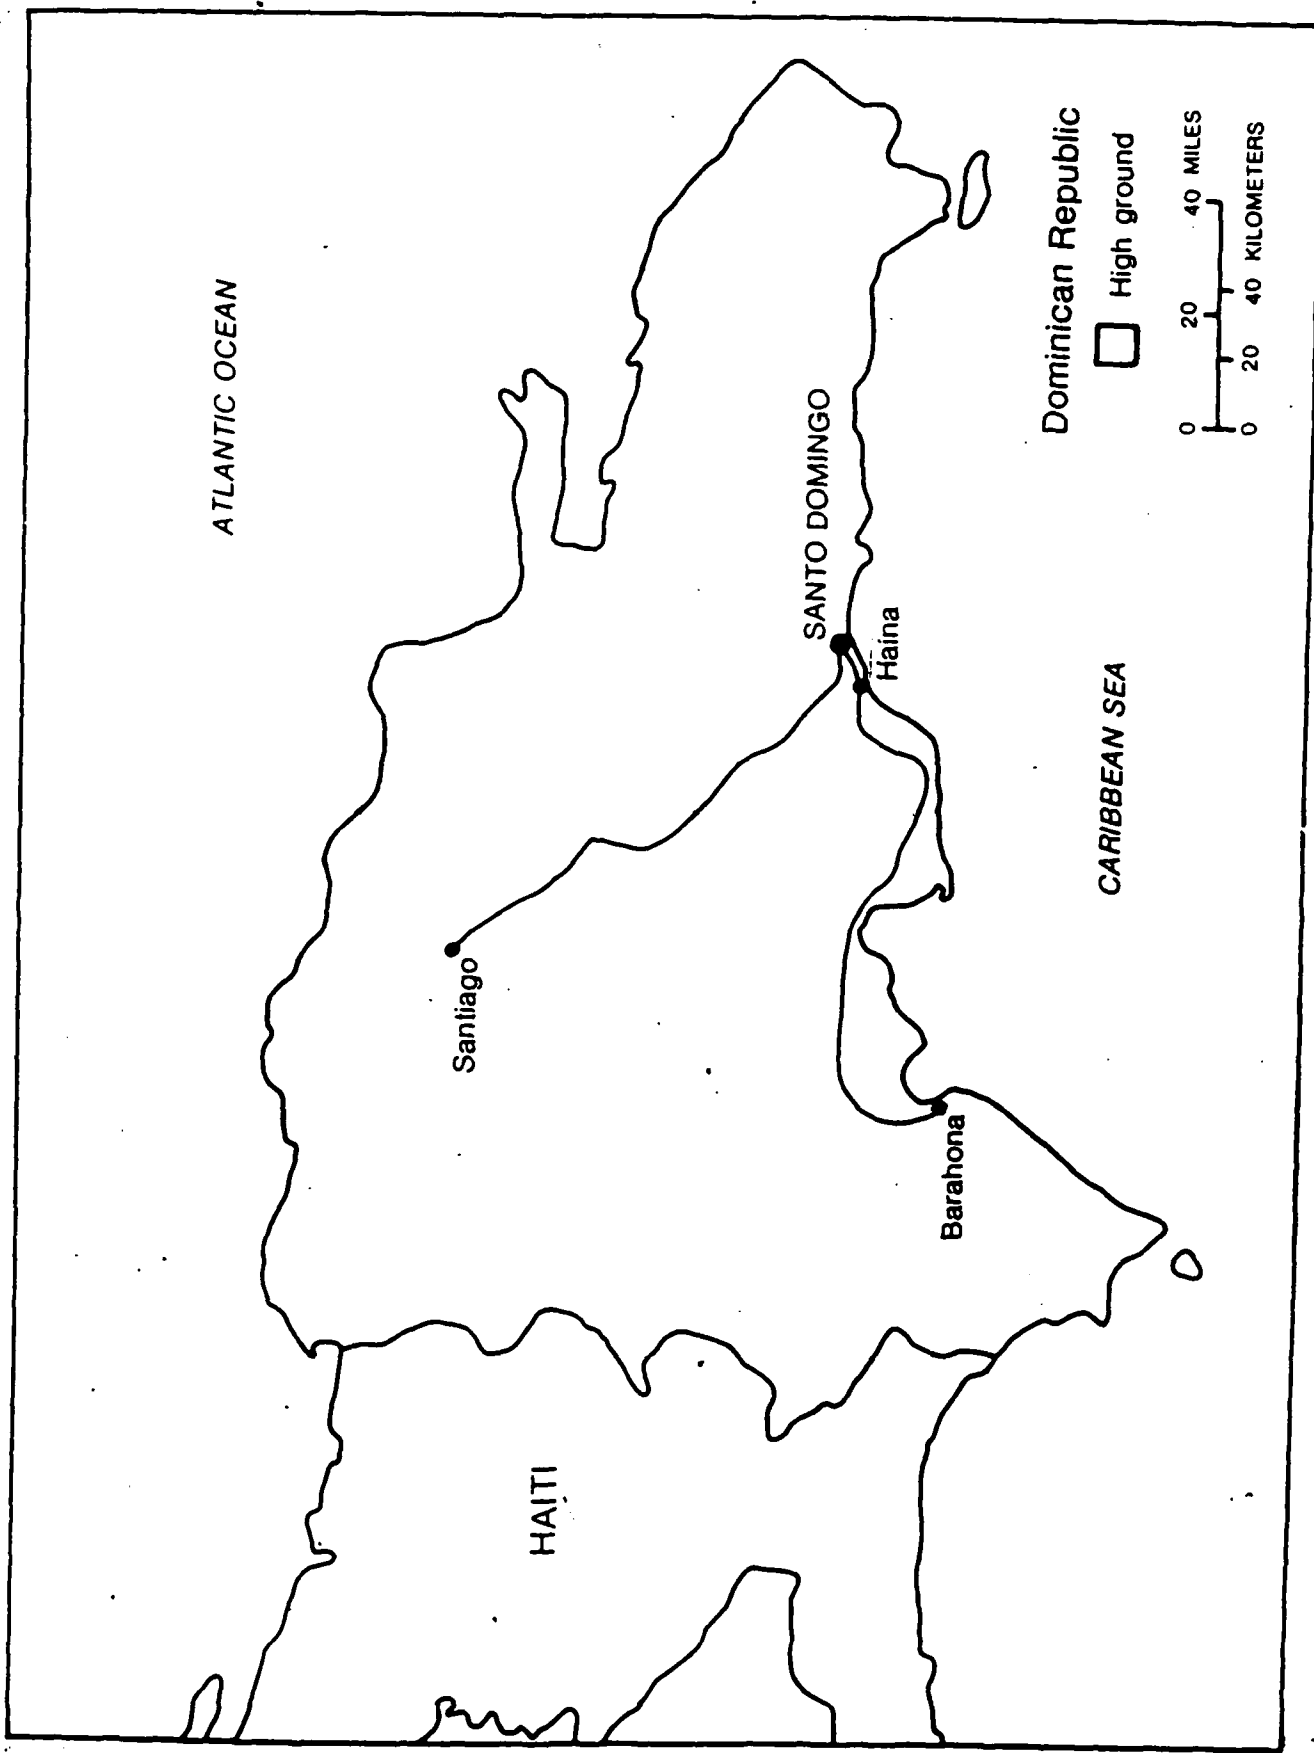 ATLANTIC OCEAN
HAITI
Santiago
SANTO DOMINGO
Haina
Barahona
CARIBBEAN SEA
Dominican Republic
High ground
0 20 40 MILES
0 20 40 KILOMETERS